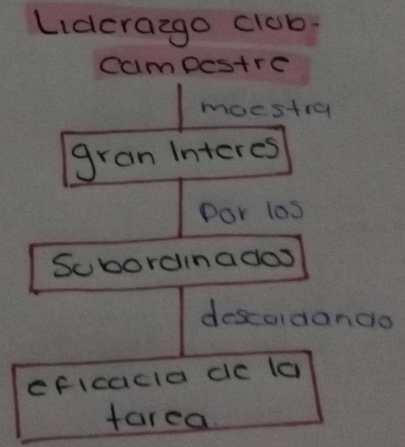 Liderazgo club-
campestre
muestra
gran Interes
por los
Subordinados
descuidando
eficacia de la
tarea.